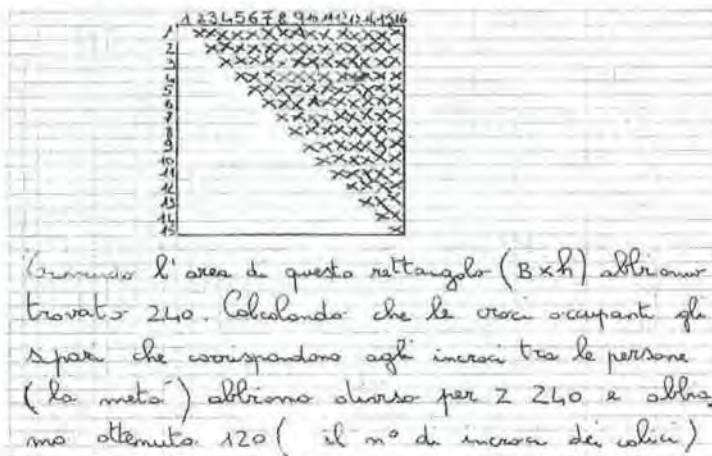 1 2 3 4 5 6 7 8 9 10 11 12 13 14 15 16
1
2
3
4
5
6
7
8
9
10
11
12
13
14
15
l'area di questo rettangolo (B x h) abbiamo
trovato 240. Calcolando che le croci occupanti gli
spazi che corrispondono agli incroci tra le persone
(la metà) abbiamo diviso per 2 240 e abbia
mo ottenuto 120 ( il n° di incroci dei calici)